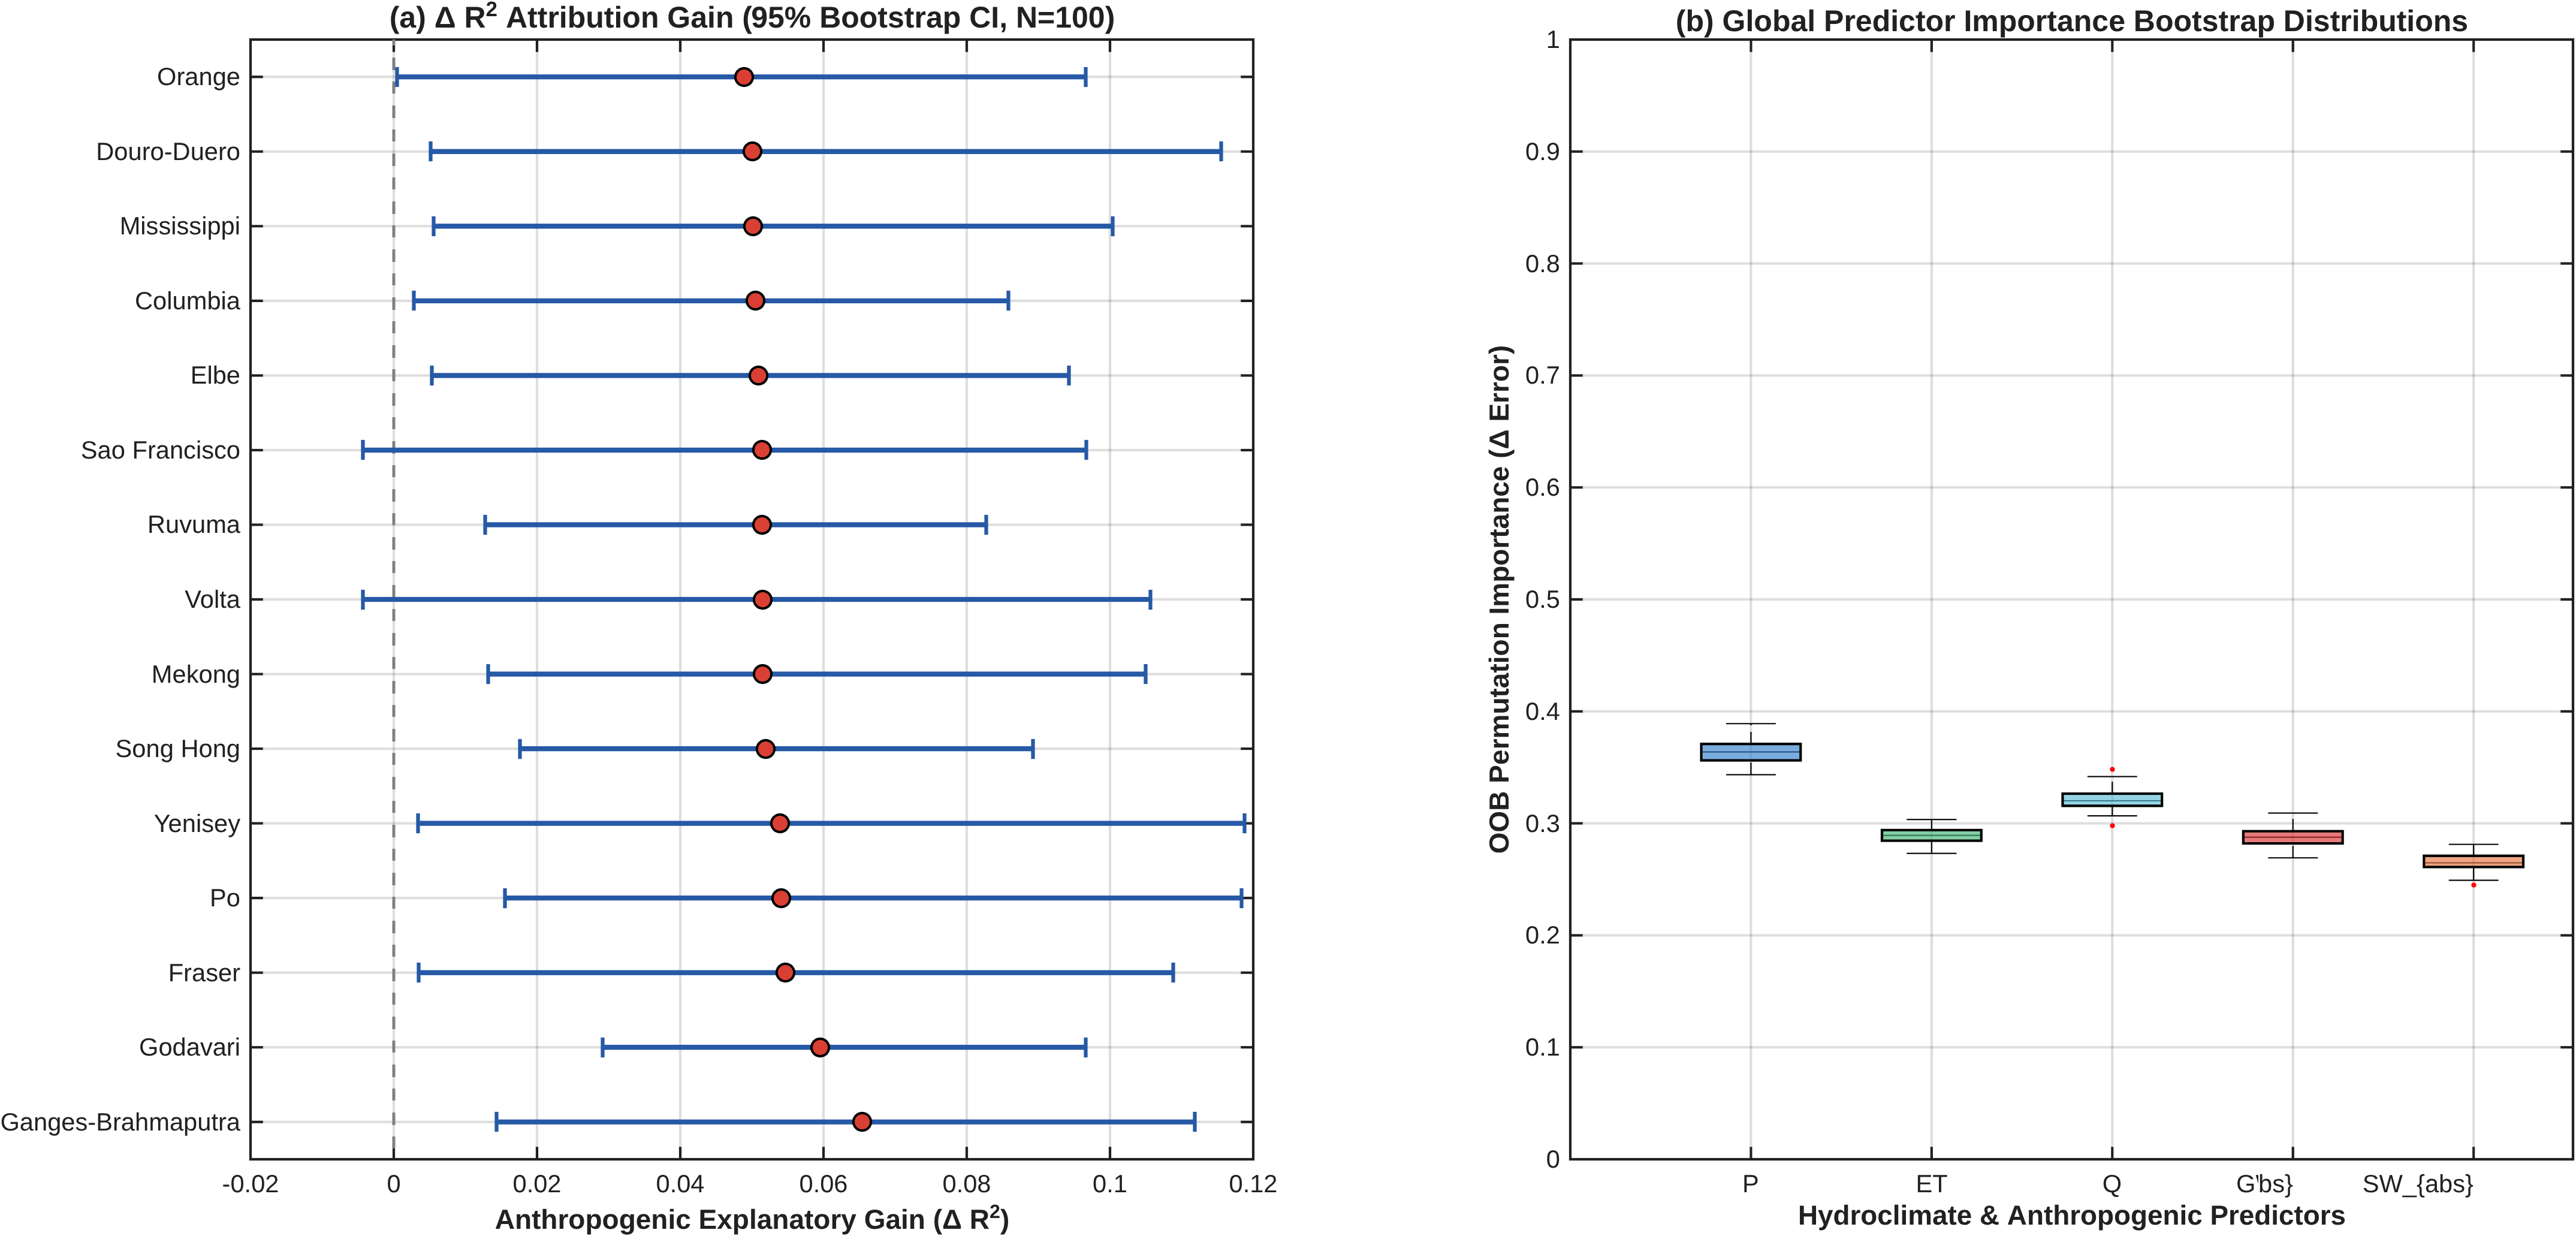 (a) Δ R² Attribution Gain (95% Bootstrap CI, N=100)
Orange
Douro-Duero
Mississippi
Columbia
Elbe
Sao Francisco
Ruvuma
Volta
Mekong
Song Hong
Yenisey
Po
Fraser
Godavari
Ganges-Brahmaputra
-0.02 0 0.02 0.04 0.06 0.08 0.1 0.12
Anthropogenic Explanatory Gain (Δ R²)
(b) Global Predictor Importance Bootstrap Distributions
OOB Permutation Importance (Δ Error)
1
0.9
0.8
0.7
0.6
0.5
0.4
0.3
0.2
0.1
0
P ET Q SW_{abs}
Hydroclimate & Anthropogenic Predictors